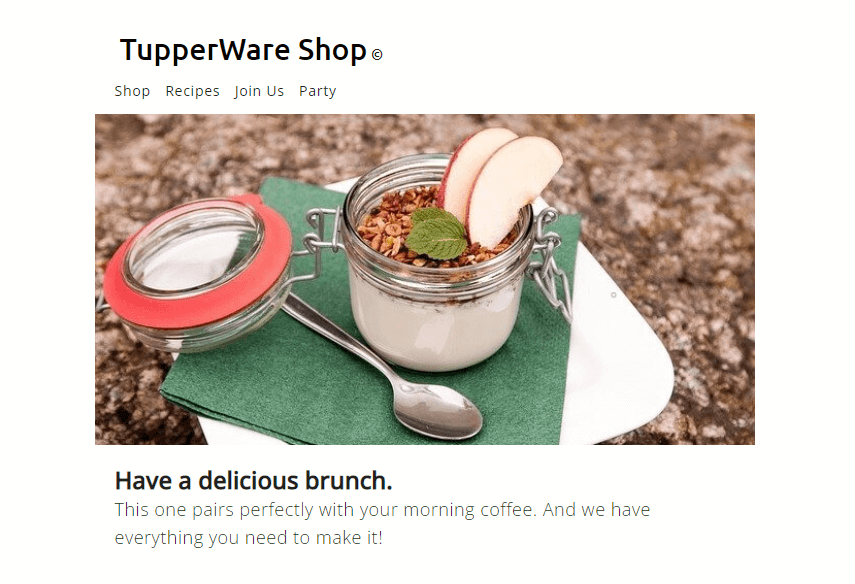 TupperWare Shop ©
Shop Recipes Join Us Party
Have a delicious brunch.
This one pairs perfectly with your morning coffee. And we have
everything you need to make it!